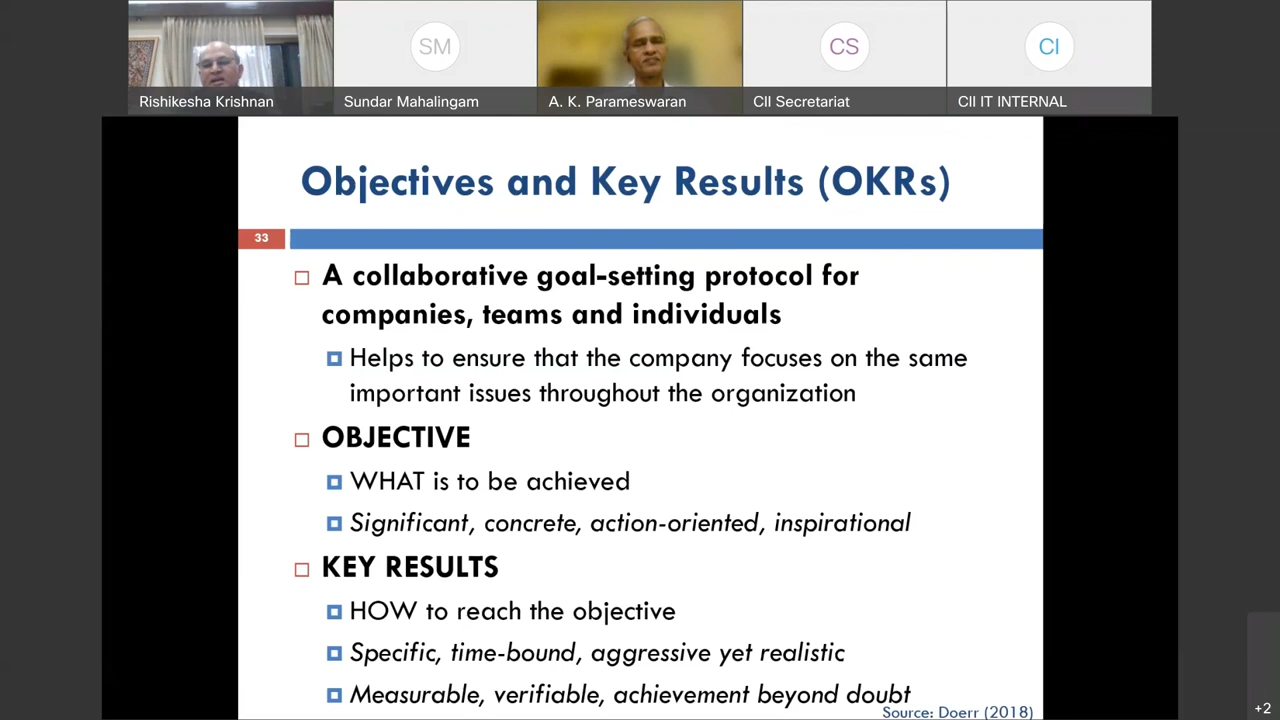 SM
CS
CI
Rishikesha Krishnan
Sundar Mahalingam
A. K. Parameswaran
CII Secretariat
CII IT INTERNAL
Objectives and Key Results (OKRs)
33
A collaborative goal-setting protocol for
companies, teams and individuals
Helps to ensure that the company focuses on the same
important issues throughout the organization
OBJECTIVE
WHAT is to be achieved
Significant, concrete, action-oriented, inspirational
KEY RESULTS
HOW to reach the objective
Specific, time-bound, aggressive yet realistic
Measurable, verifiable, achievement beyond doubt
Source: Doerr (2018)
+2